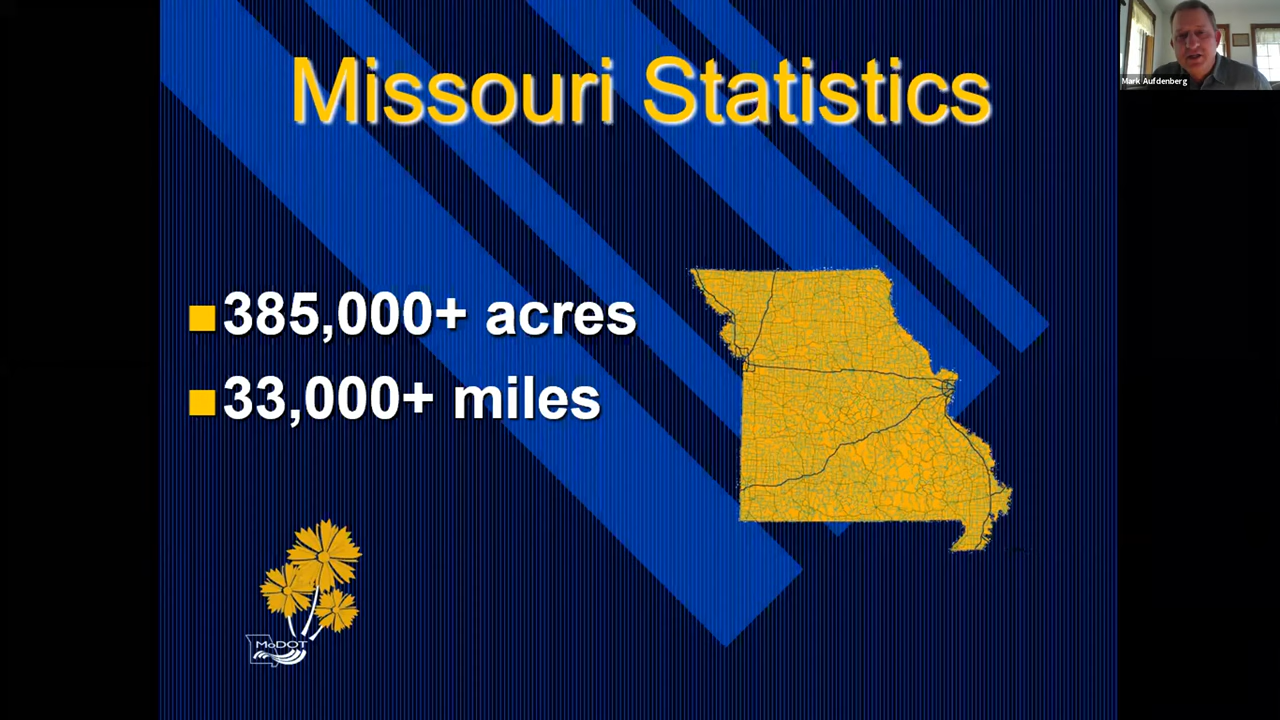 Missouri Statistics
Mark Aufdenberg
385,000+ acres
33,000+ miles
MoDOT